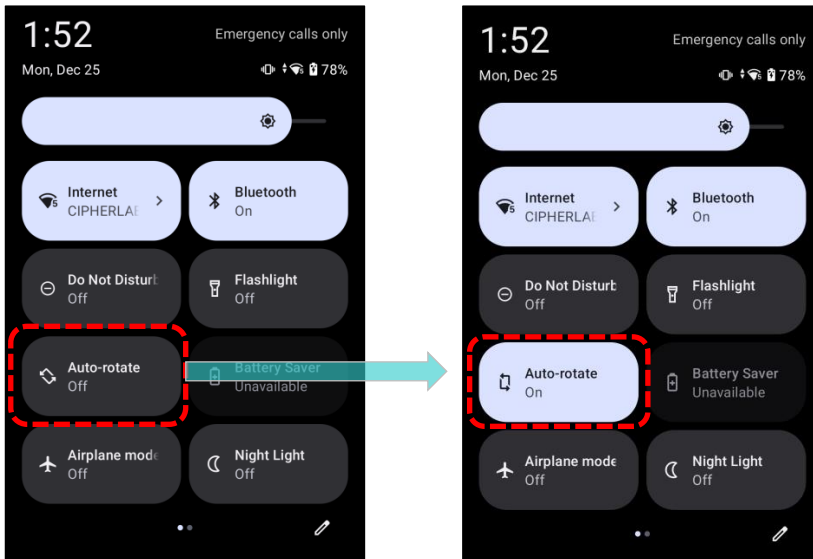 1:52
Emergency calls only
Mon, Dec 25
78%
Internet
CIPHERLAE
Bluetooth
On
Do Not Disturb
Off
Flashlight
Off
Auto-rotate
Off
Battery Saver
Unavailable
Airplane mode
Off
Night Light
Off
1:52
Emergency calls only
Mon, Dec 25
78%
Internet
CIPHERLAE
Bluetooth
On
Do Not Disturb
Off
Flashlight
Off
Auto-rotate
On
Battery Saver
Unavailable
Airplane mode
Off
Night Light
Off